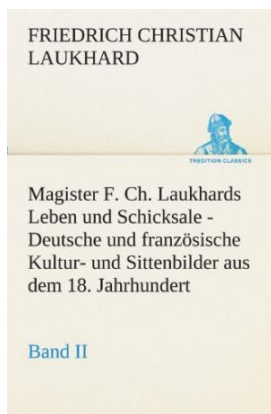 FRIEDRICH CHRISTIAN
LAUKHARD
TREDITION CLASSICS
Magister F. Ch. Laukhards
Leben und Schicksale -
Deutsche und französische
Kultur- und Sittenbilder aus
dem 18. Jahrhundert
Band II